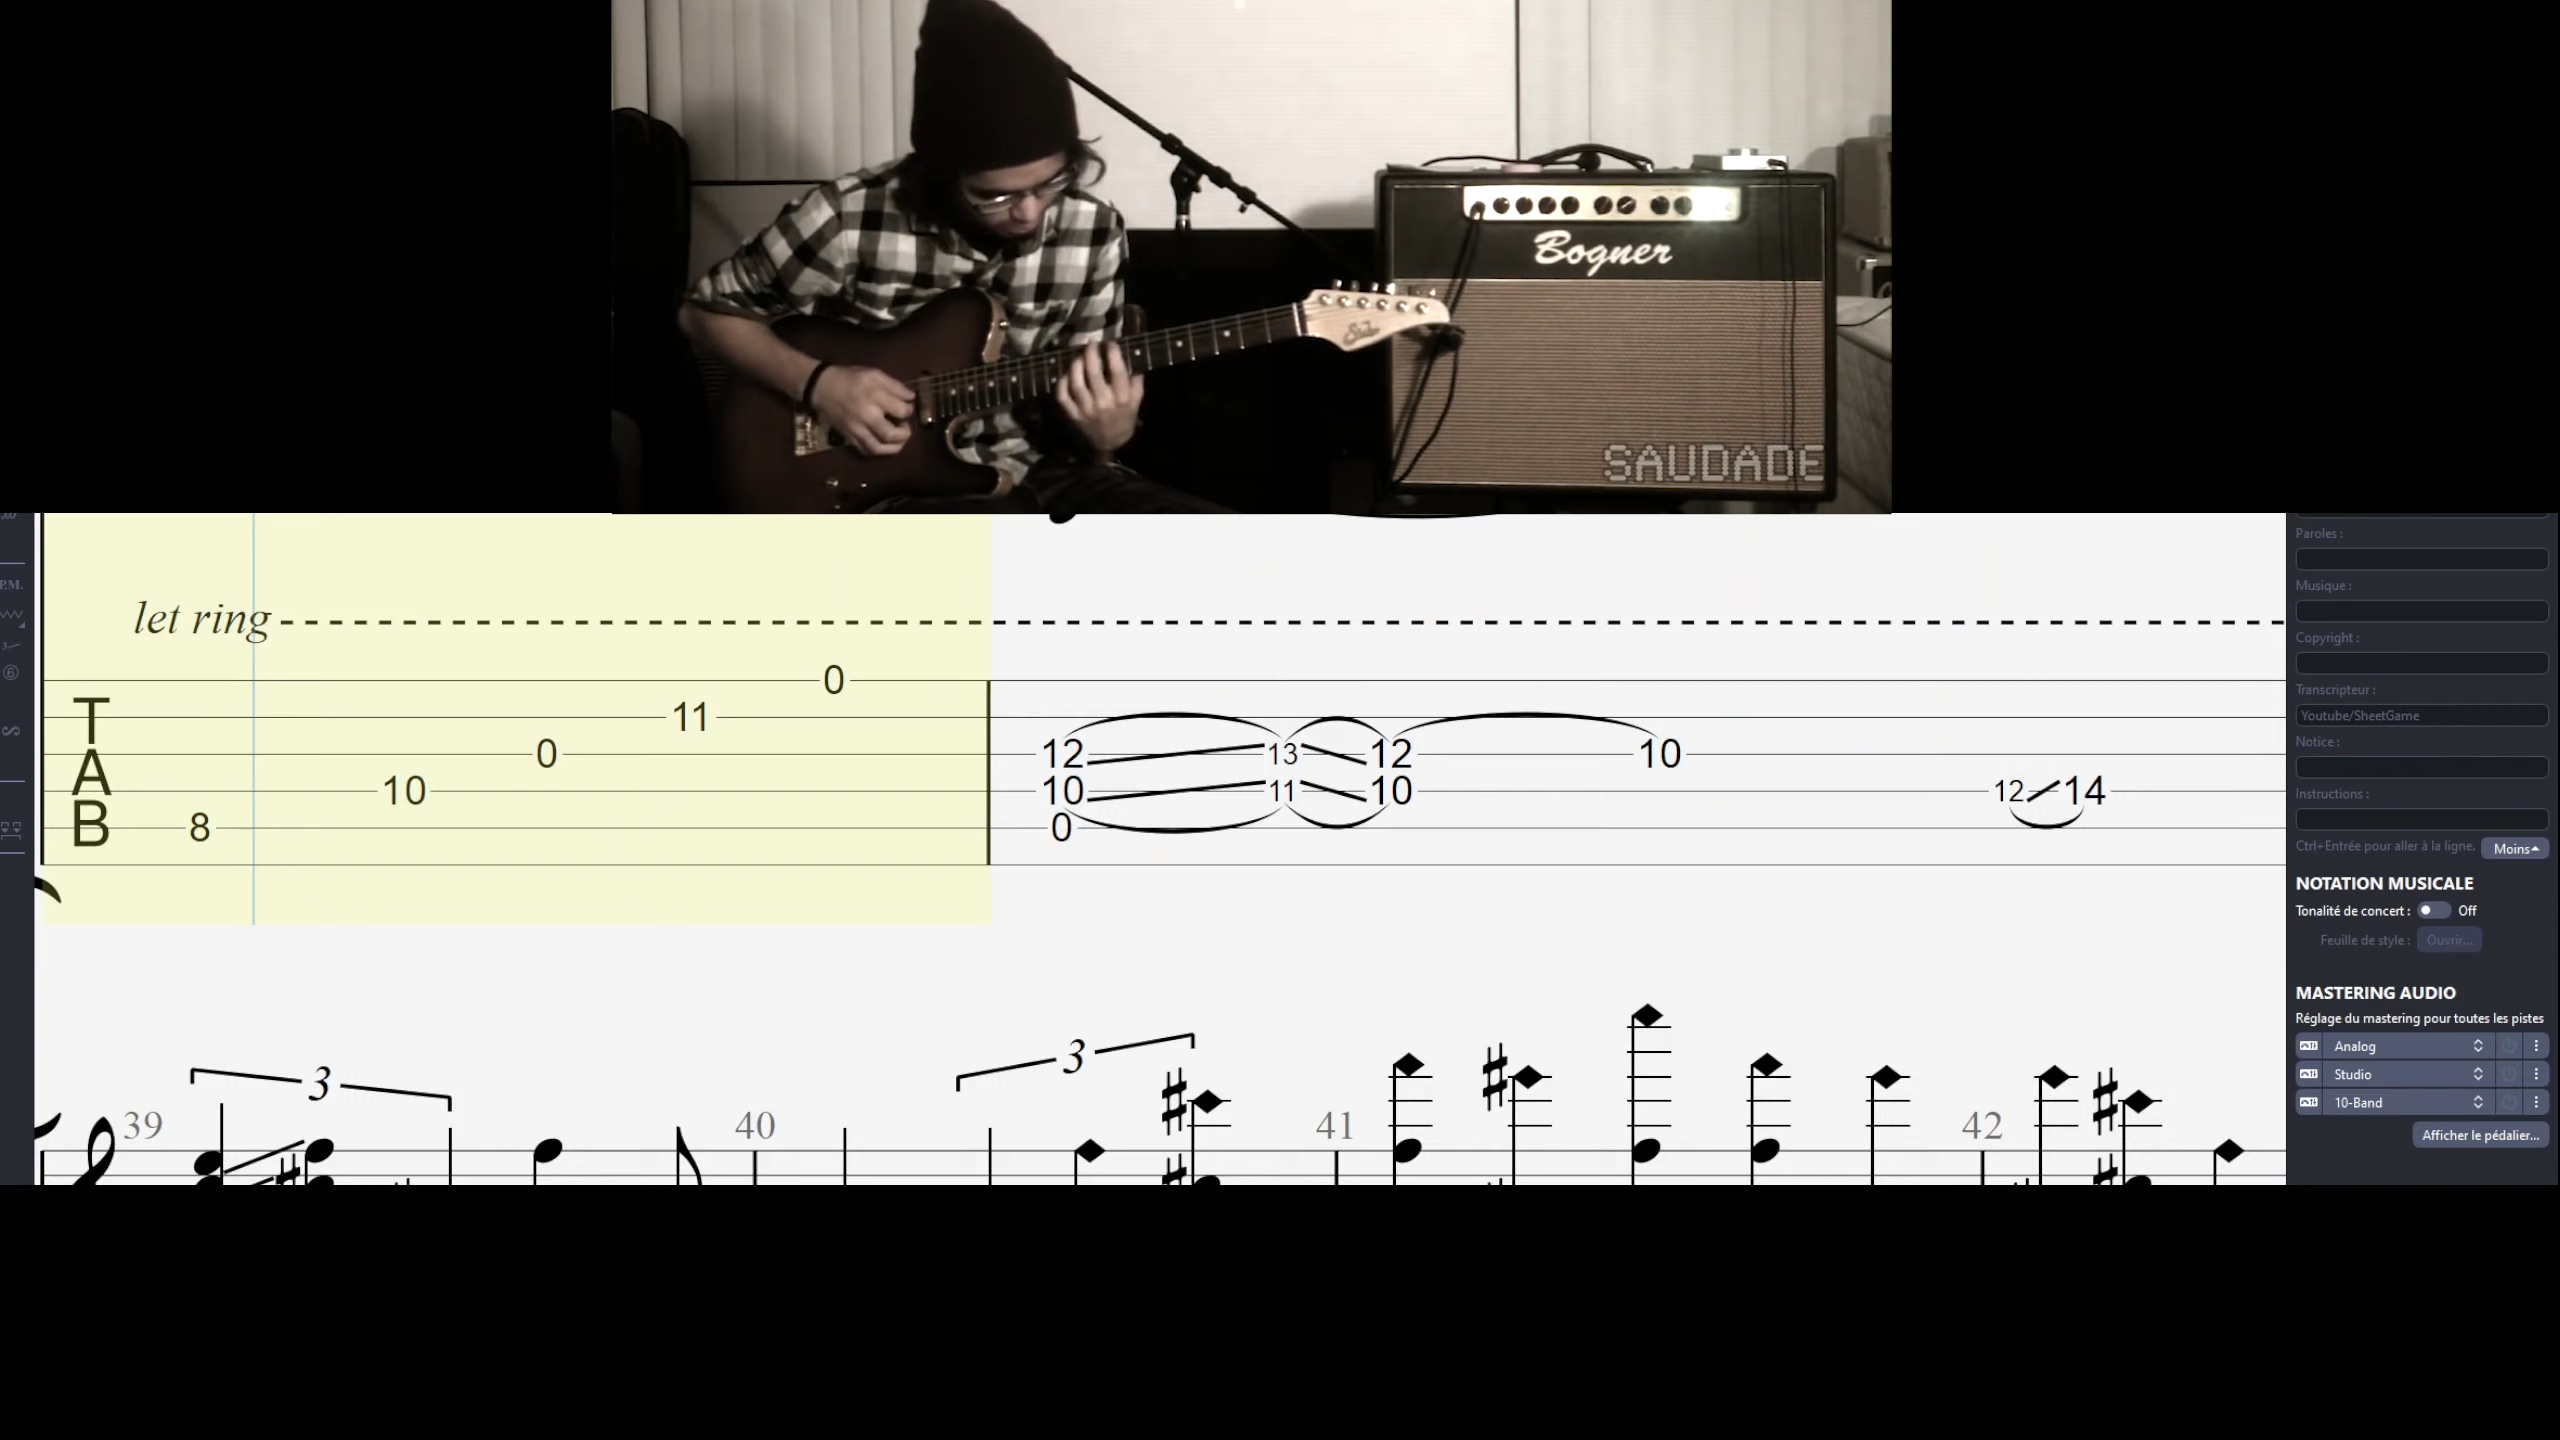 Bogner
Suhr
SAUDADE
P.M.
3
6
let ring
T
A
B
8
10
0
11
0
12
10
0
13
11
12
10
10
12
14
3
3
39
40
41
42
Paroles :
Musique :
Copyright :
Transcripteur :
Youtube/SheetGame
Notice :
Instructions :
Ctrl+Entrée pour aller à la ligne.
Moins
NOTATION MUSICALE
Tonalité de concert :
Off
Feuille de style :
Ouvrir...
MASTERING AUDIO
Réglage du mastering pour toutes les pistes
Analog
Studio
10-Band
Afficher le pédalier...